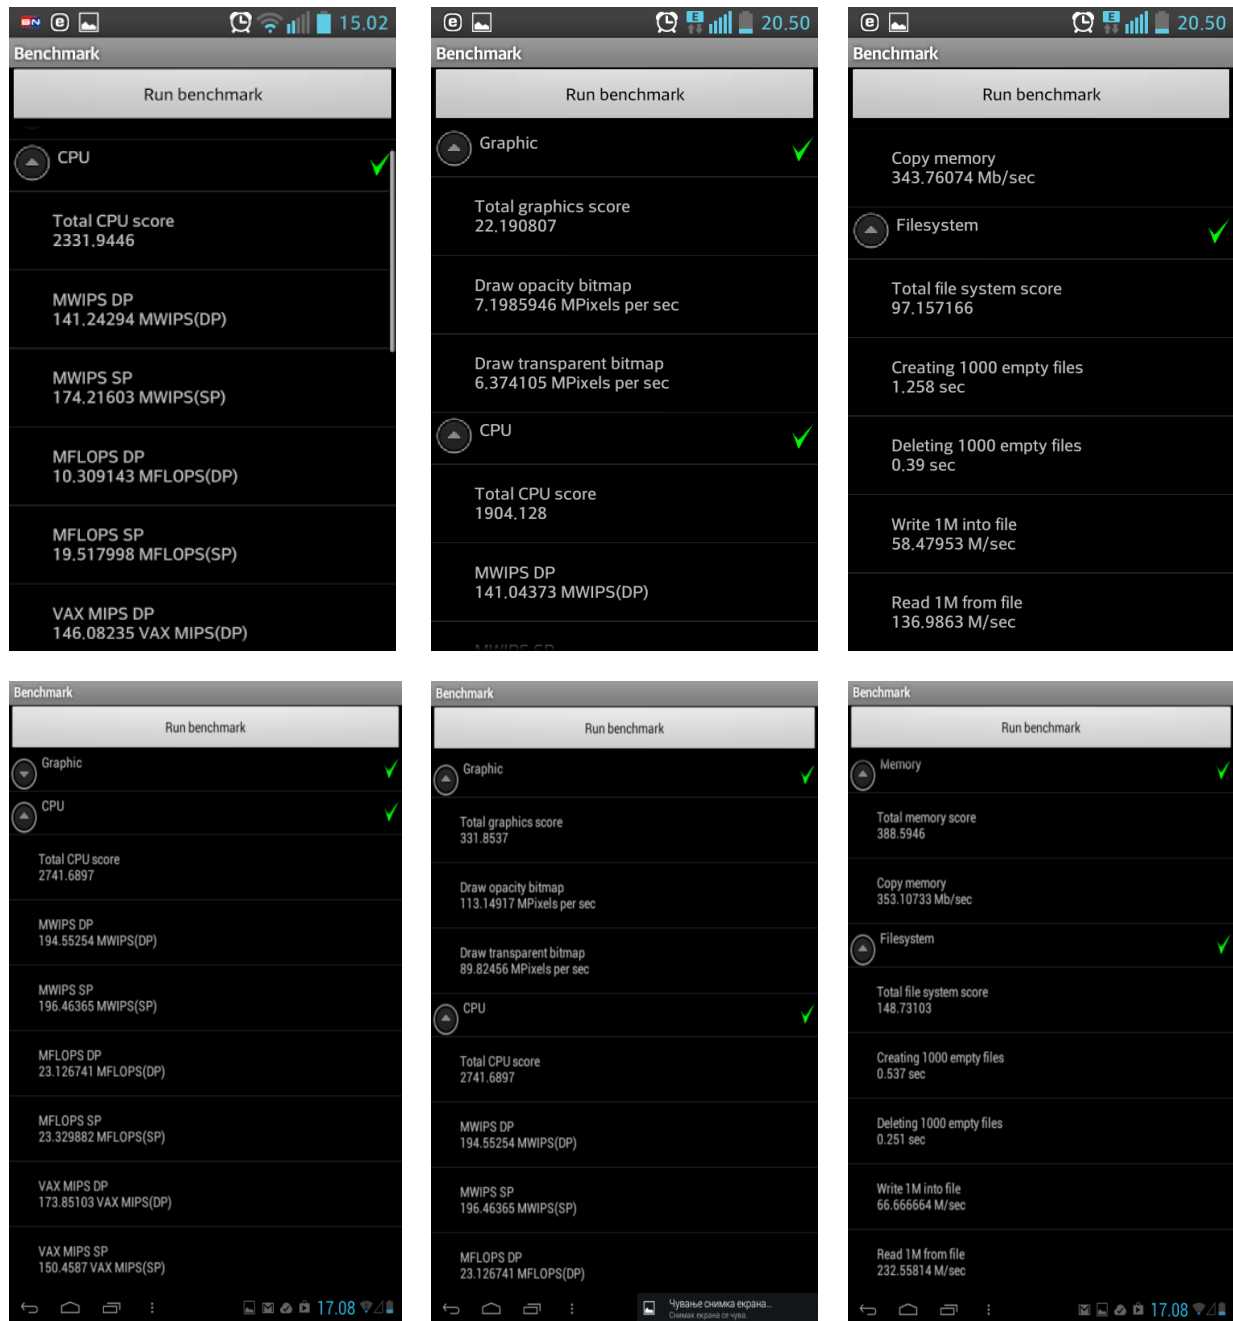 15.02
Benchmark
Run benchmark
CPU
Total CPU score
2331.9446
MWIPS DP
141.24294 MWIPS(DP)
MWIPS SP
174.21603 MWIPS(SP)
MFLOPS DP
10.309143 MFLOPS(DP)
MFLOPS SP
19.517998 MFLOPS(SP)
VAX MIPS DP
146.08235 VAX MIPS(DP)
20.50
Benchmark
Run benchmark
Graphic
Total graphics score
22.190807
Draw opacity bitmap
7.1985946 MPixels per sec
Draw transparent bitmap
6.374105 MPixels per sec
CPU
Total CPU score
1904.128
MWIPS DP
141.04373 MWIPS(DP)
MWIPS SP
20.50
Benchmark
Run benchmark
Copy memory
343.76074 Mb/sec
Filesystem
Total file system score
97.157166
Creating 1000 empty files
1.258 sec
Deleting 1000 empty files
0.39 sec
Write 1M into file
58.47953 M/sec
Read 1M from file
136.9863 M/sec
Benchmark
Run benchmark
Graphic
CPU
Total CPU score
2741.6897
MWIPS DP
194.55254 MWIPS(DP)
MWIPS SP
196.46365 MWIPS(SP)
MFLOPS DP
23.126741 MFLOPS(DP)
MFLOPS SP
23.329882 MFLOPS(SP)
VAX MIPS DP
173.85103 VAX MIPS(DP)
VAX MIPS SP
150.4587 VAX MIPS(SP)
17.08
Benchmark
Run benchmark
Graphic
Total graphics score
331.8537
Draw opacity bitmap
113.14917 MPixels per sec
Draw transparent bitmap
89.82456 MPixels per sec
CPU
Total CPU score
2741.6897
MWIPS DP
194.55254 MWIPS(DP)
MWIPS SP
196.46365 MWIPS(SP)
MFLOPS DP
23.126741 MFLOPS(DP)
Чување снимка екрана...
Снимак екрана се чува.
Benchmark
Run benchmark
Memory
Total memory score
388.5946
Copy memory
353.10733 Mb/sec
Filesystem
Total file system score
148.73103
Creating 1000 empty files
0.537 sec
Deleting 1000 empty files
0.251 sec
Write 1M into file
66.666664 M/sec
Read 1M from file
232.55814 M/sec
17.08